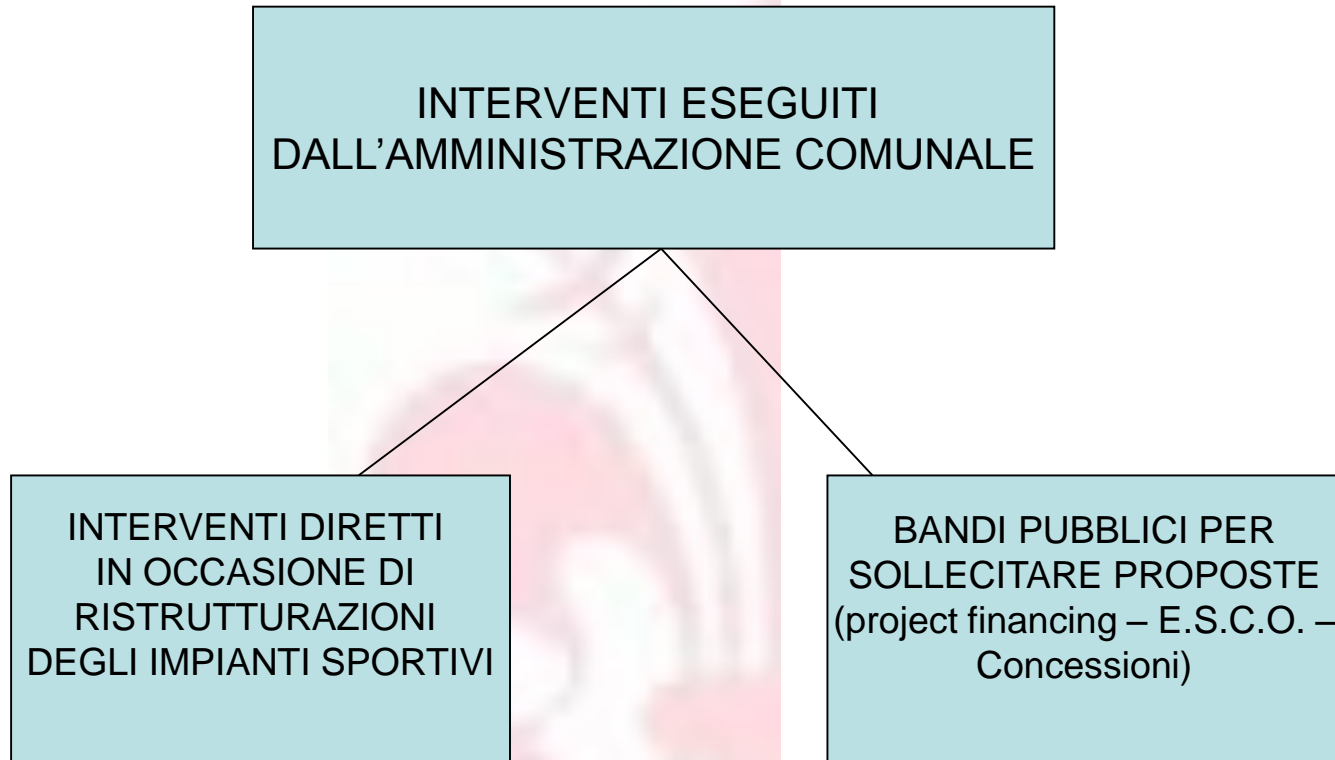 INTERVENTI ESEGUITI
DALL’AMMINISTRAZIONE COMUNALE
INTERVENTI DIRETTI
IN OCCASIONE DI
RISTRUTTURAZIONI
DEGLI IMPIANTI SPORTIVI
BANDI PUBBLICI PER
SOLLECITARE PROPOSTE
(project financing – E.S.C.O. –
Concessioni)